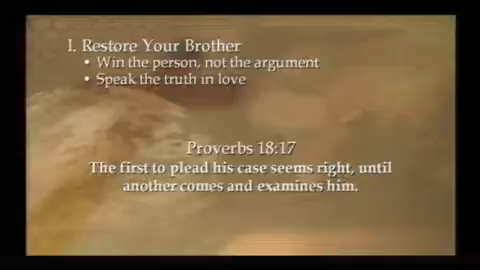 I. Restore Your Brother
• Win the person, not the argument
• Speak the truth in love
Proverbs 18:17
The first to plead his case seems right, until
another comes and examines him.